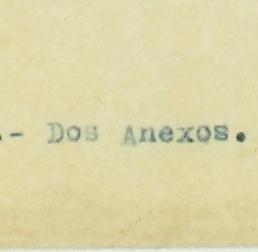 .- Dos Anexos.